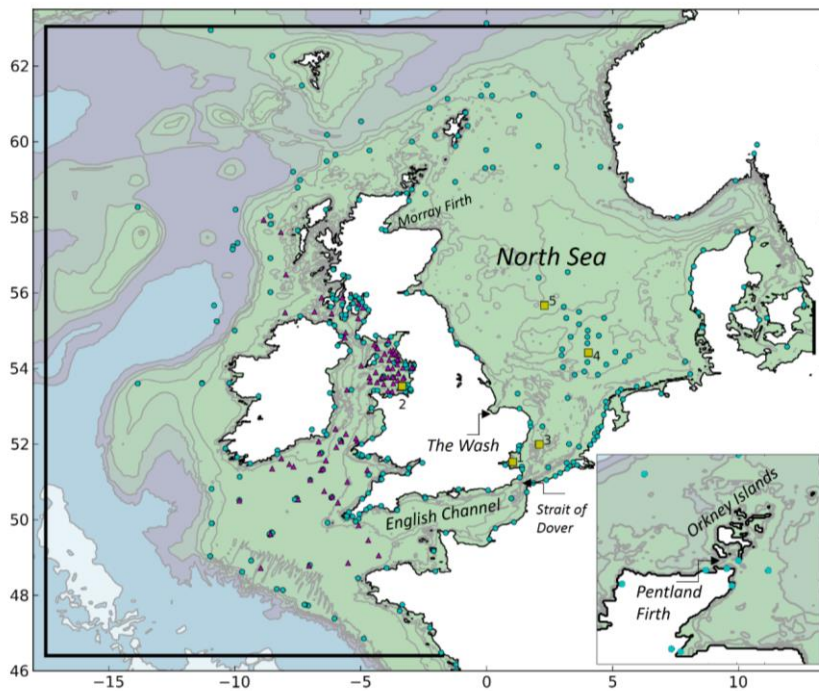 62
60
58
56
54
52
50
48
46
Morray Firth
North Sea
5
4
2
3
1
The Wash
English Channel
Strait of
Dover
Orkney Islands
Pentland
Firth
−15
−10
−5
0
5
10